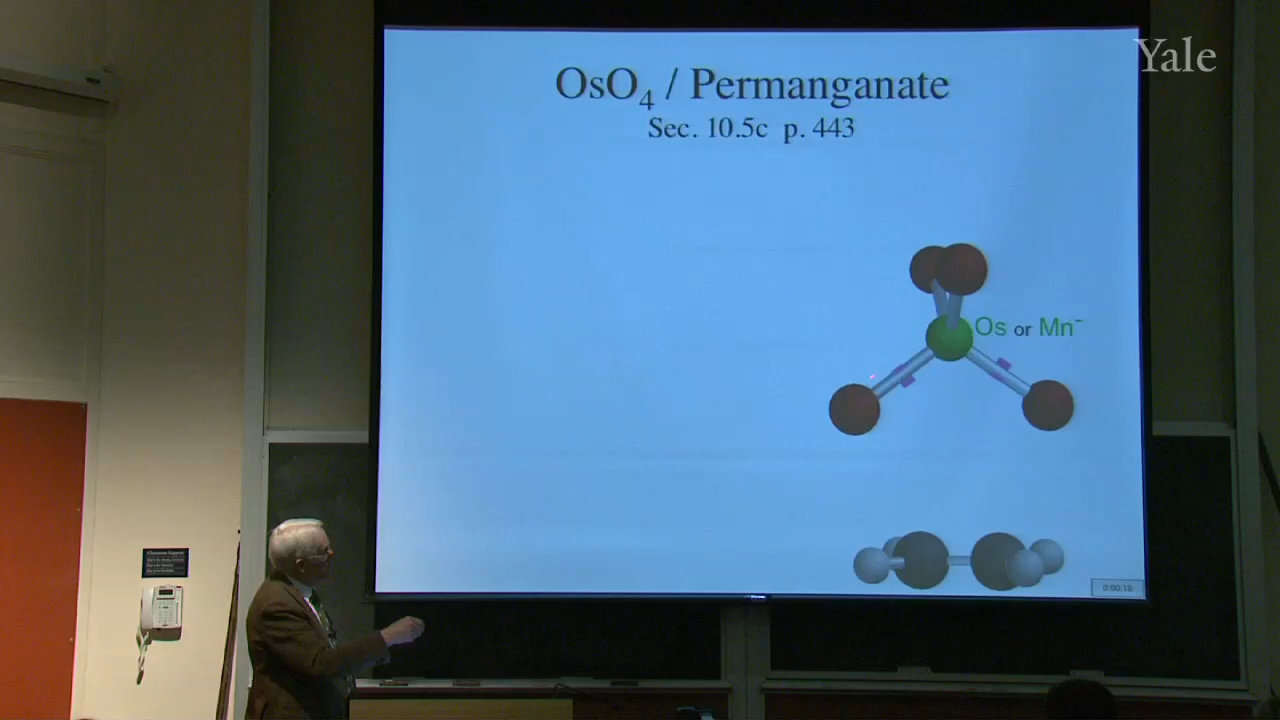 Yale
OsO₄ / Permanganate
Sec. 10.5c p. 443
Os or Mn⁻